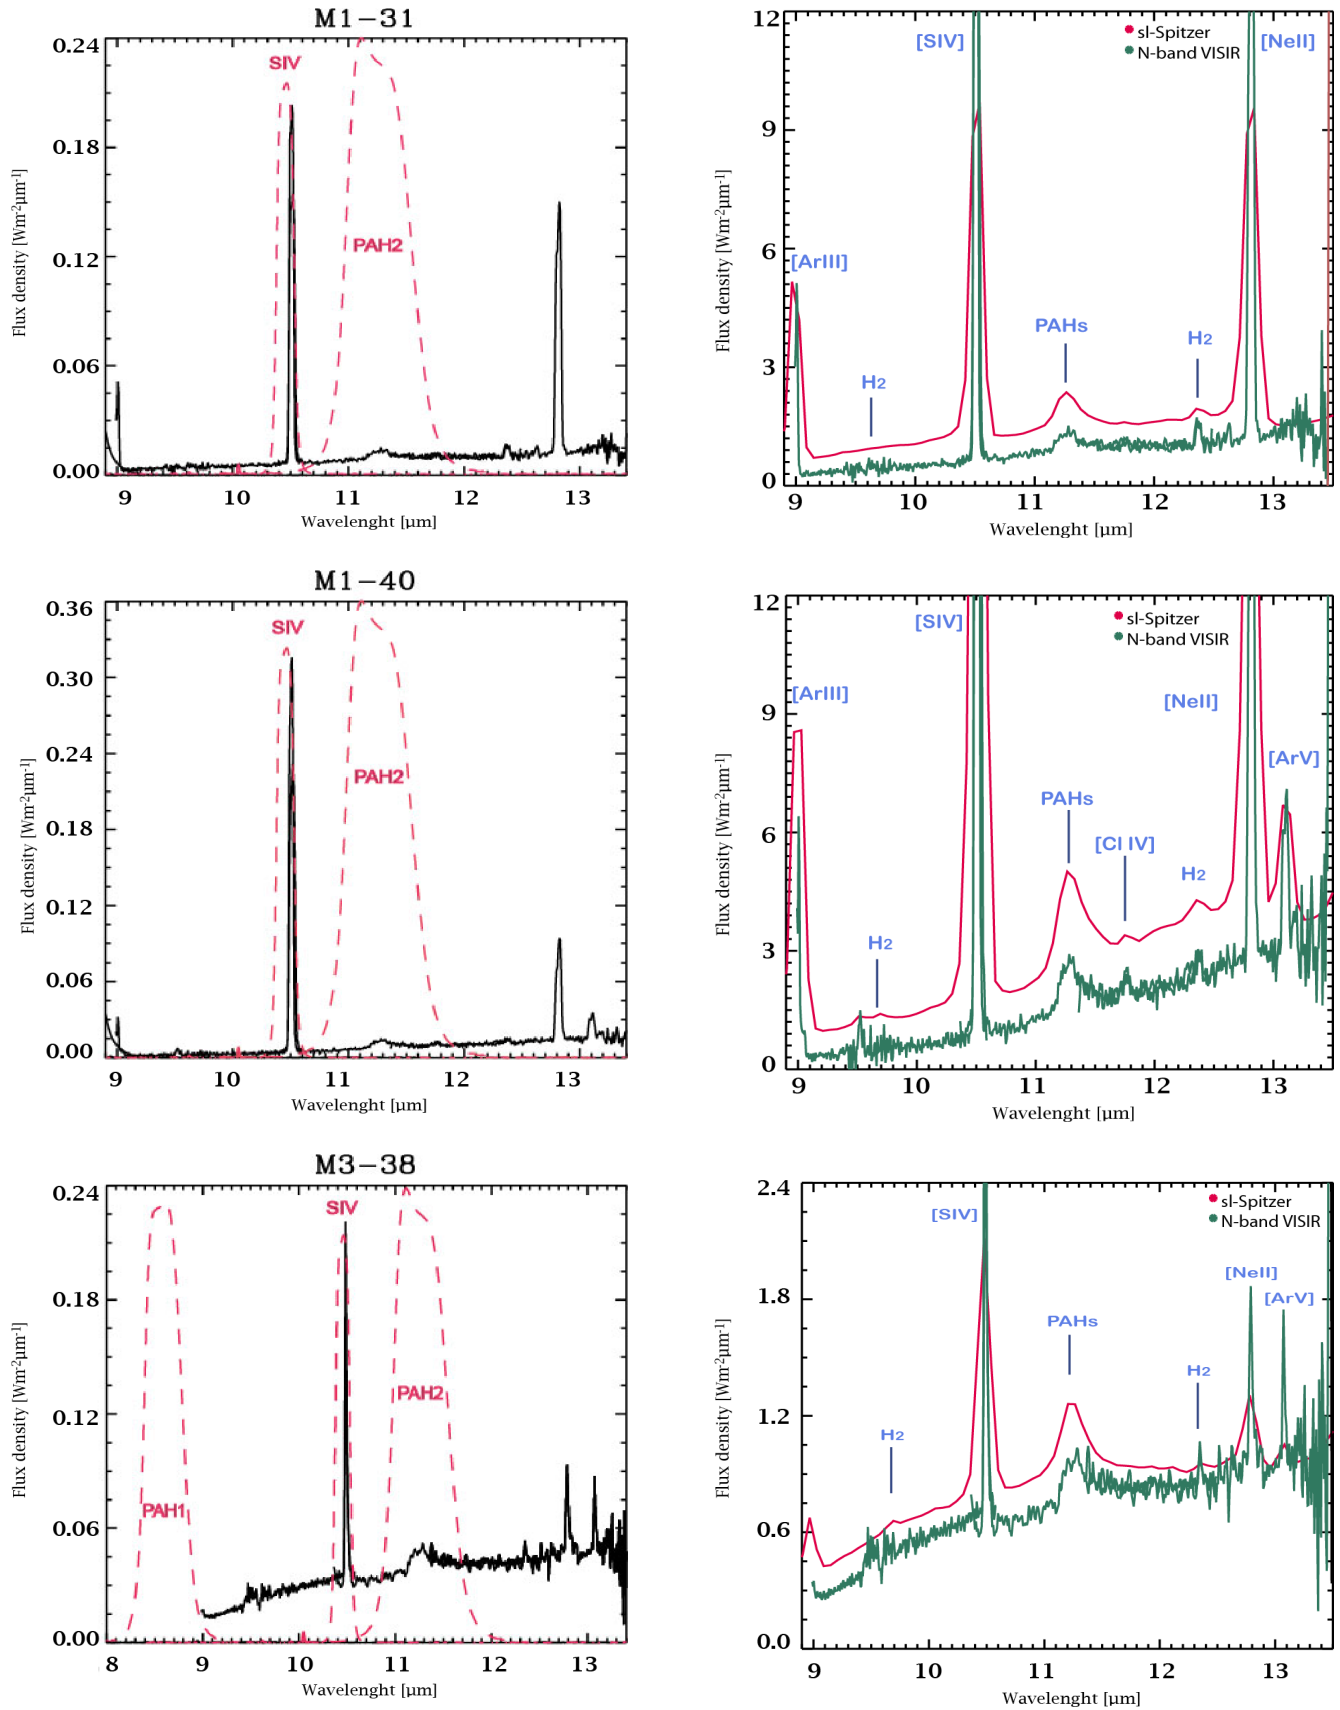 M1-31
0.24
0.18
0.12
0.06
0.00
SIV
PAH2
9 10 11 12 13
Wavelenght [µm]
Flux density [Wm-2µm-1]
12
9
6
3
0
[SIV]
sl-Spitzer
N-band VISIR
[NeII]
[ArIII]
H2
PAHs
H2
9 10 11 12 13
Wavelenght [µm]
Flux density [Wm-2µm-1]
M1-40
0.36
0.30
0.24
0.18
0.12
0.06
0.00
SIV
PAH2
9 10 11 12 13
Wavelenght [µm]
Flux density [Wm-2µm-1]
12
9
6
3
0
[SIV]
sl-Spitzer
N-band VISIR
[ArIII]
[NeII]
[ArV]
PAHs
[Cl IV]
H2
H2
9 10 11 12 13
Wavelenght [µm]
Flux density [Wm-2µm-1]
M3-38
0.24
0.18
0.12
0.06
0.00
SIV
PAH2
PAH1
8 9 10 11 12 13
Wavelenght [µm]
Flux density [Wm-2µm-1]
2.4
1.8
1.2
0.6
0.0
[SIV]
sl-Spitzer
N-band VISIR
[NeII]
[ArV]
PAHs
H2
H2
9 10 11 12 13
Wavelenght [µm]
Flux density [Wm-2µm-1]